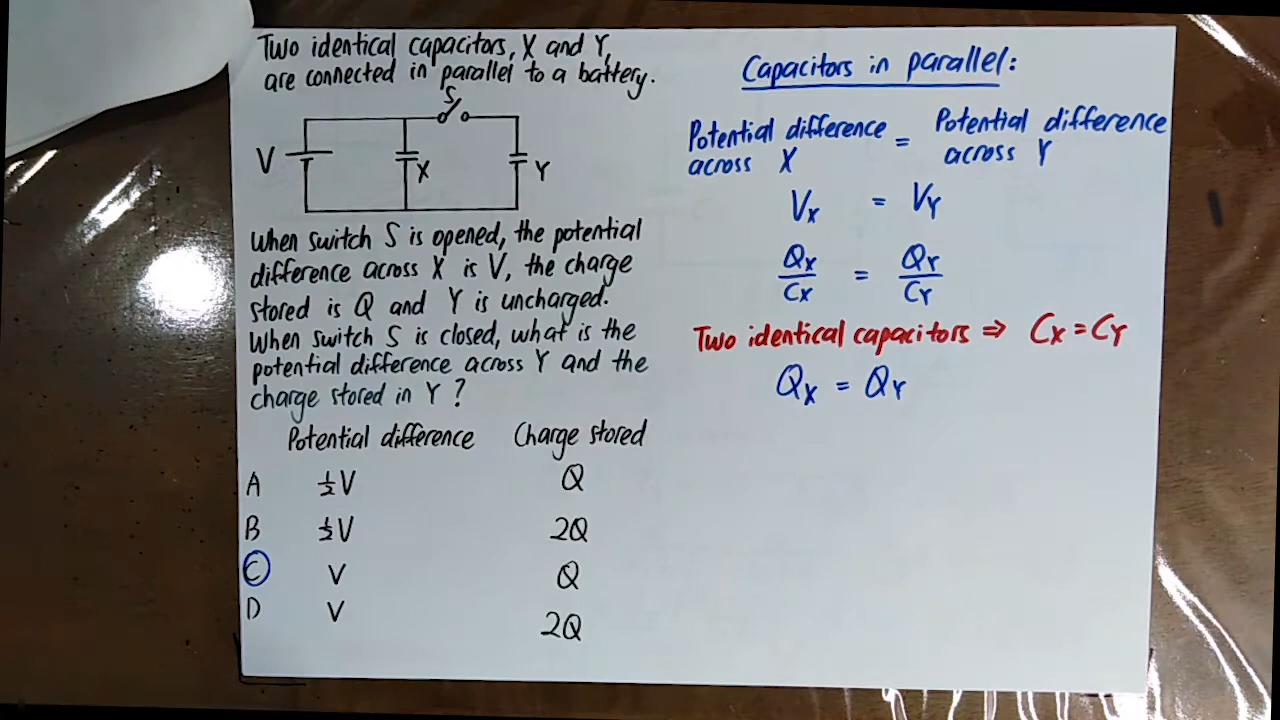 Two identical capacitors, X and Y,
are connected in parallel to a battery.
S
V
X
Y
When switch S is opened, the potential
difference across X is V, the charge
stored is Q and Y is uncharged.
When switch S is closed, what is the
potential difference across Y and the
charge stored in Y ?
Potential difference Charge stored
A ½V Q
B ½V 2Q
C V Q
D V 2Q
Capacitors in parallel:
Potential difference across X = Potential difference across Y
Vx = VY
Qx/Cx = QY/CY
Two identical capacitors ⇒ Cx = CY
Qx = QY